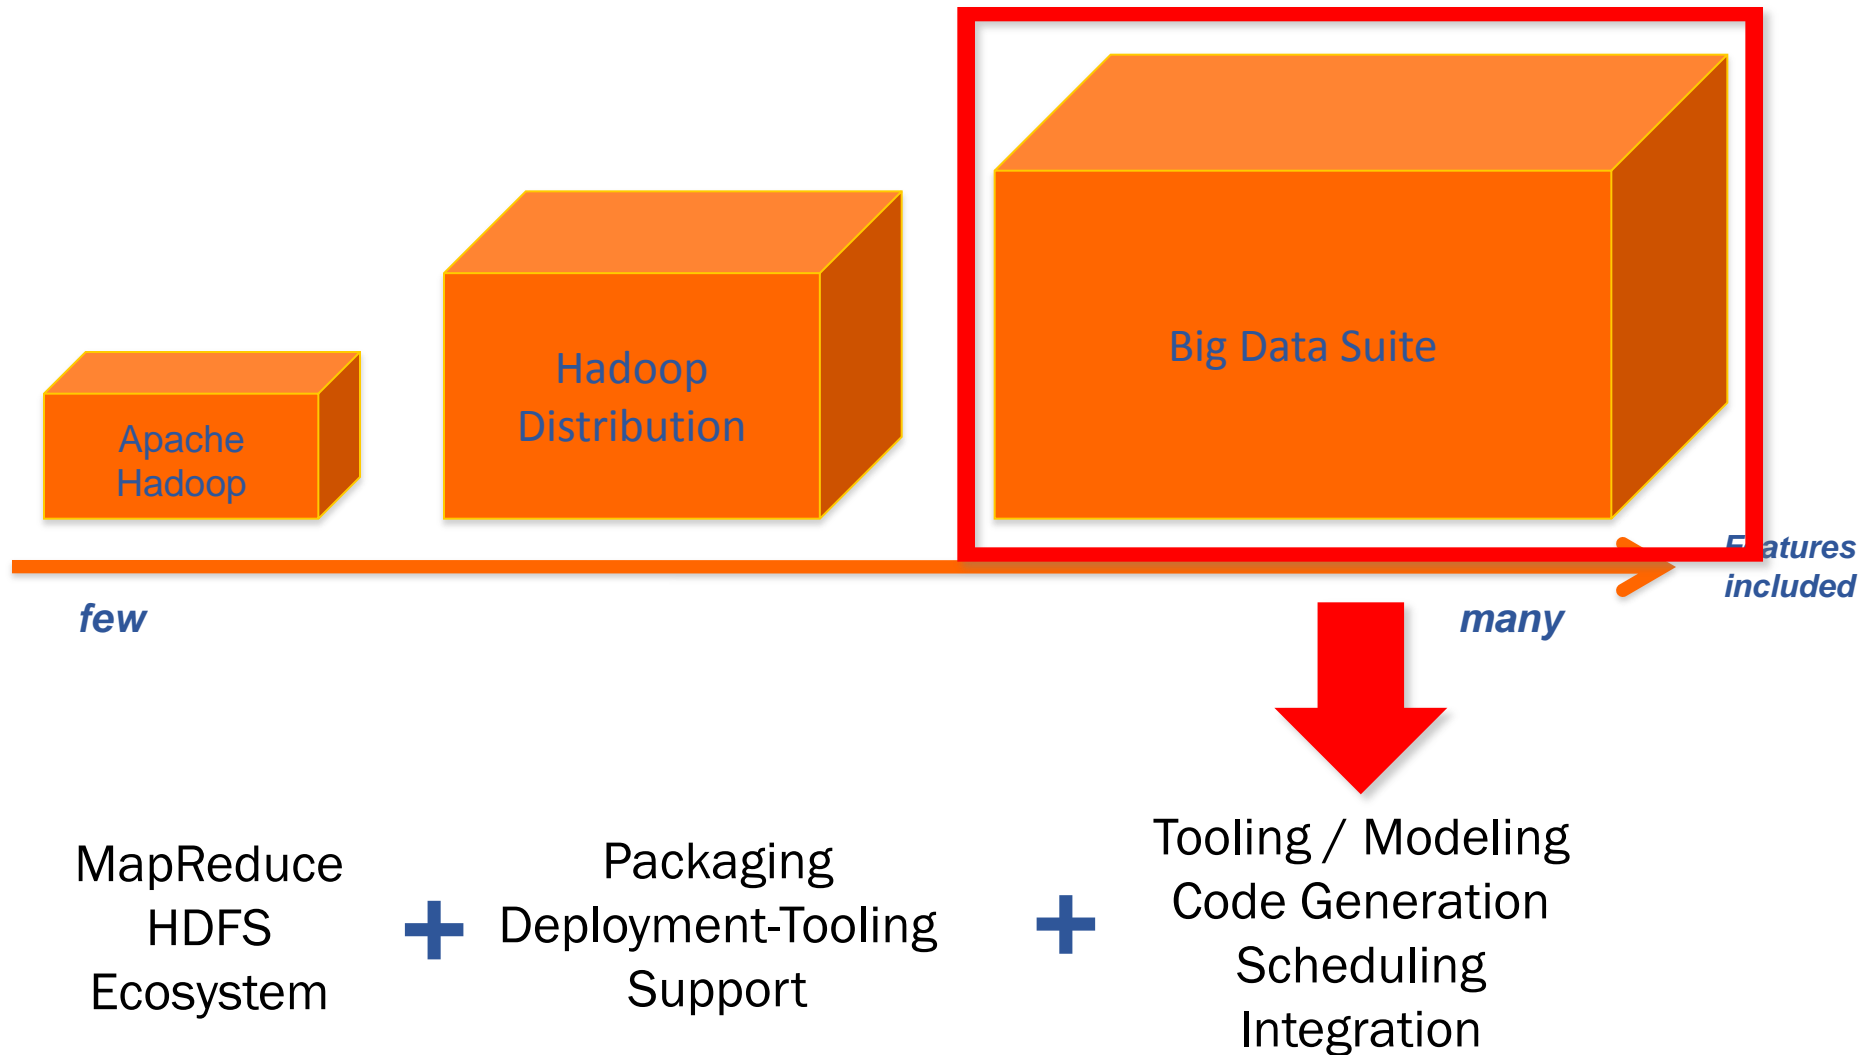 Big Data Suite
Hadoop
Distribution
Apache
Hadoop
Features
included
few
many
MapReduce
HDFS
Ecosystem
+
Packaging
Deployment-Tooling
Support
+
Tooling / Modeling
Code Generation
Scheduling
Integration